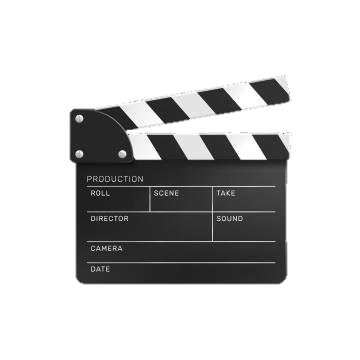 PRODUCTION
ROLL SCENE TAKE
DIRECTOR SOUND
CAMERA
DATE